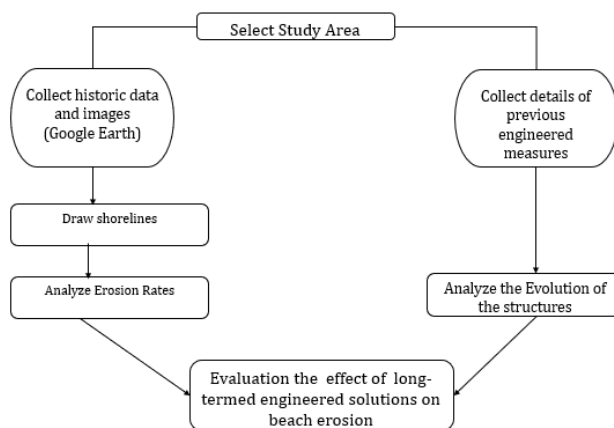 Select Study Area
Collect historic data
and images
(Google Earth)
Collect details of
previous
engineered
measures
Draw shorelines
Analyze Erosion Rates
Analyze the Evolution of
the structures
Evaluation the effect of long-
termed engineered solutions on
beach erosion